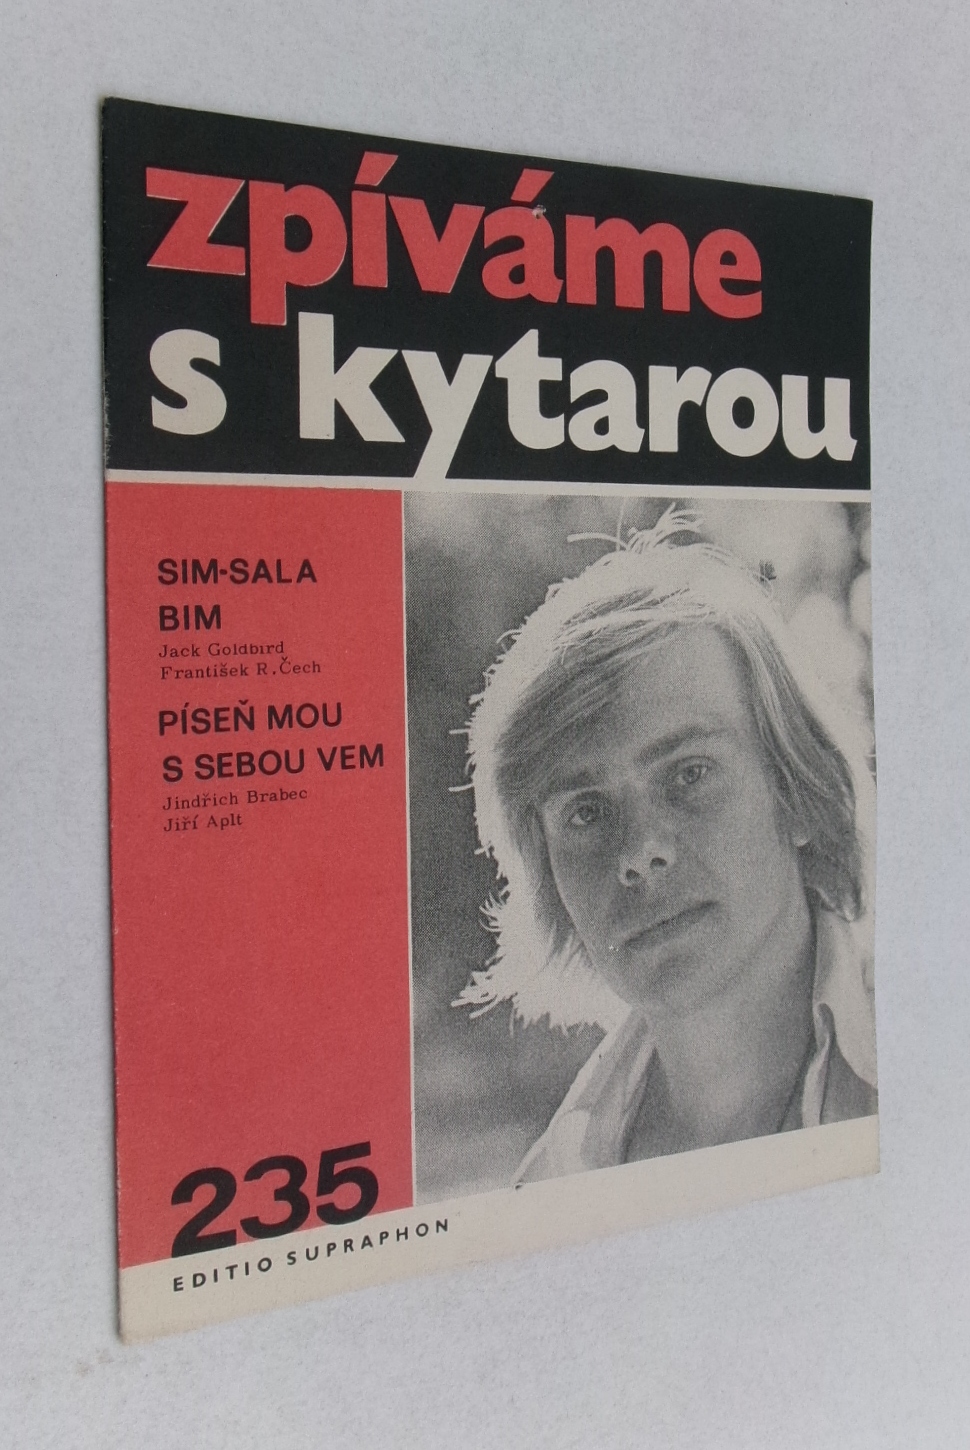 zpíváme
s kytarou
SIM-SALA
BIM
Jack Goldbird
František R. Čech
PÍSEŇ MOU
S SEBOU VEM
Jindřich Brabec
Jiří Aplt
235
EDITIO SUPRAPHON